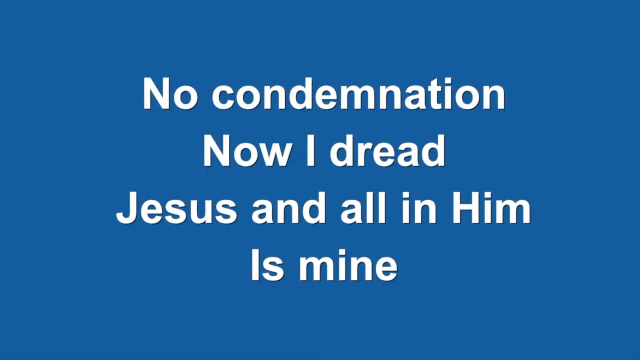 No condemnation
Now I dread
Jesus and all in Him
Is mine